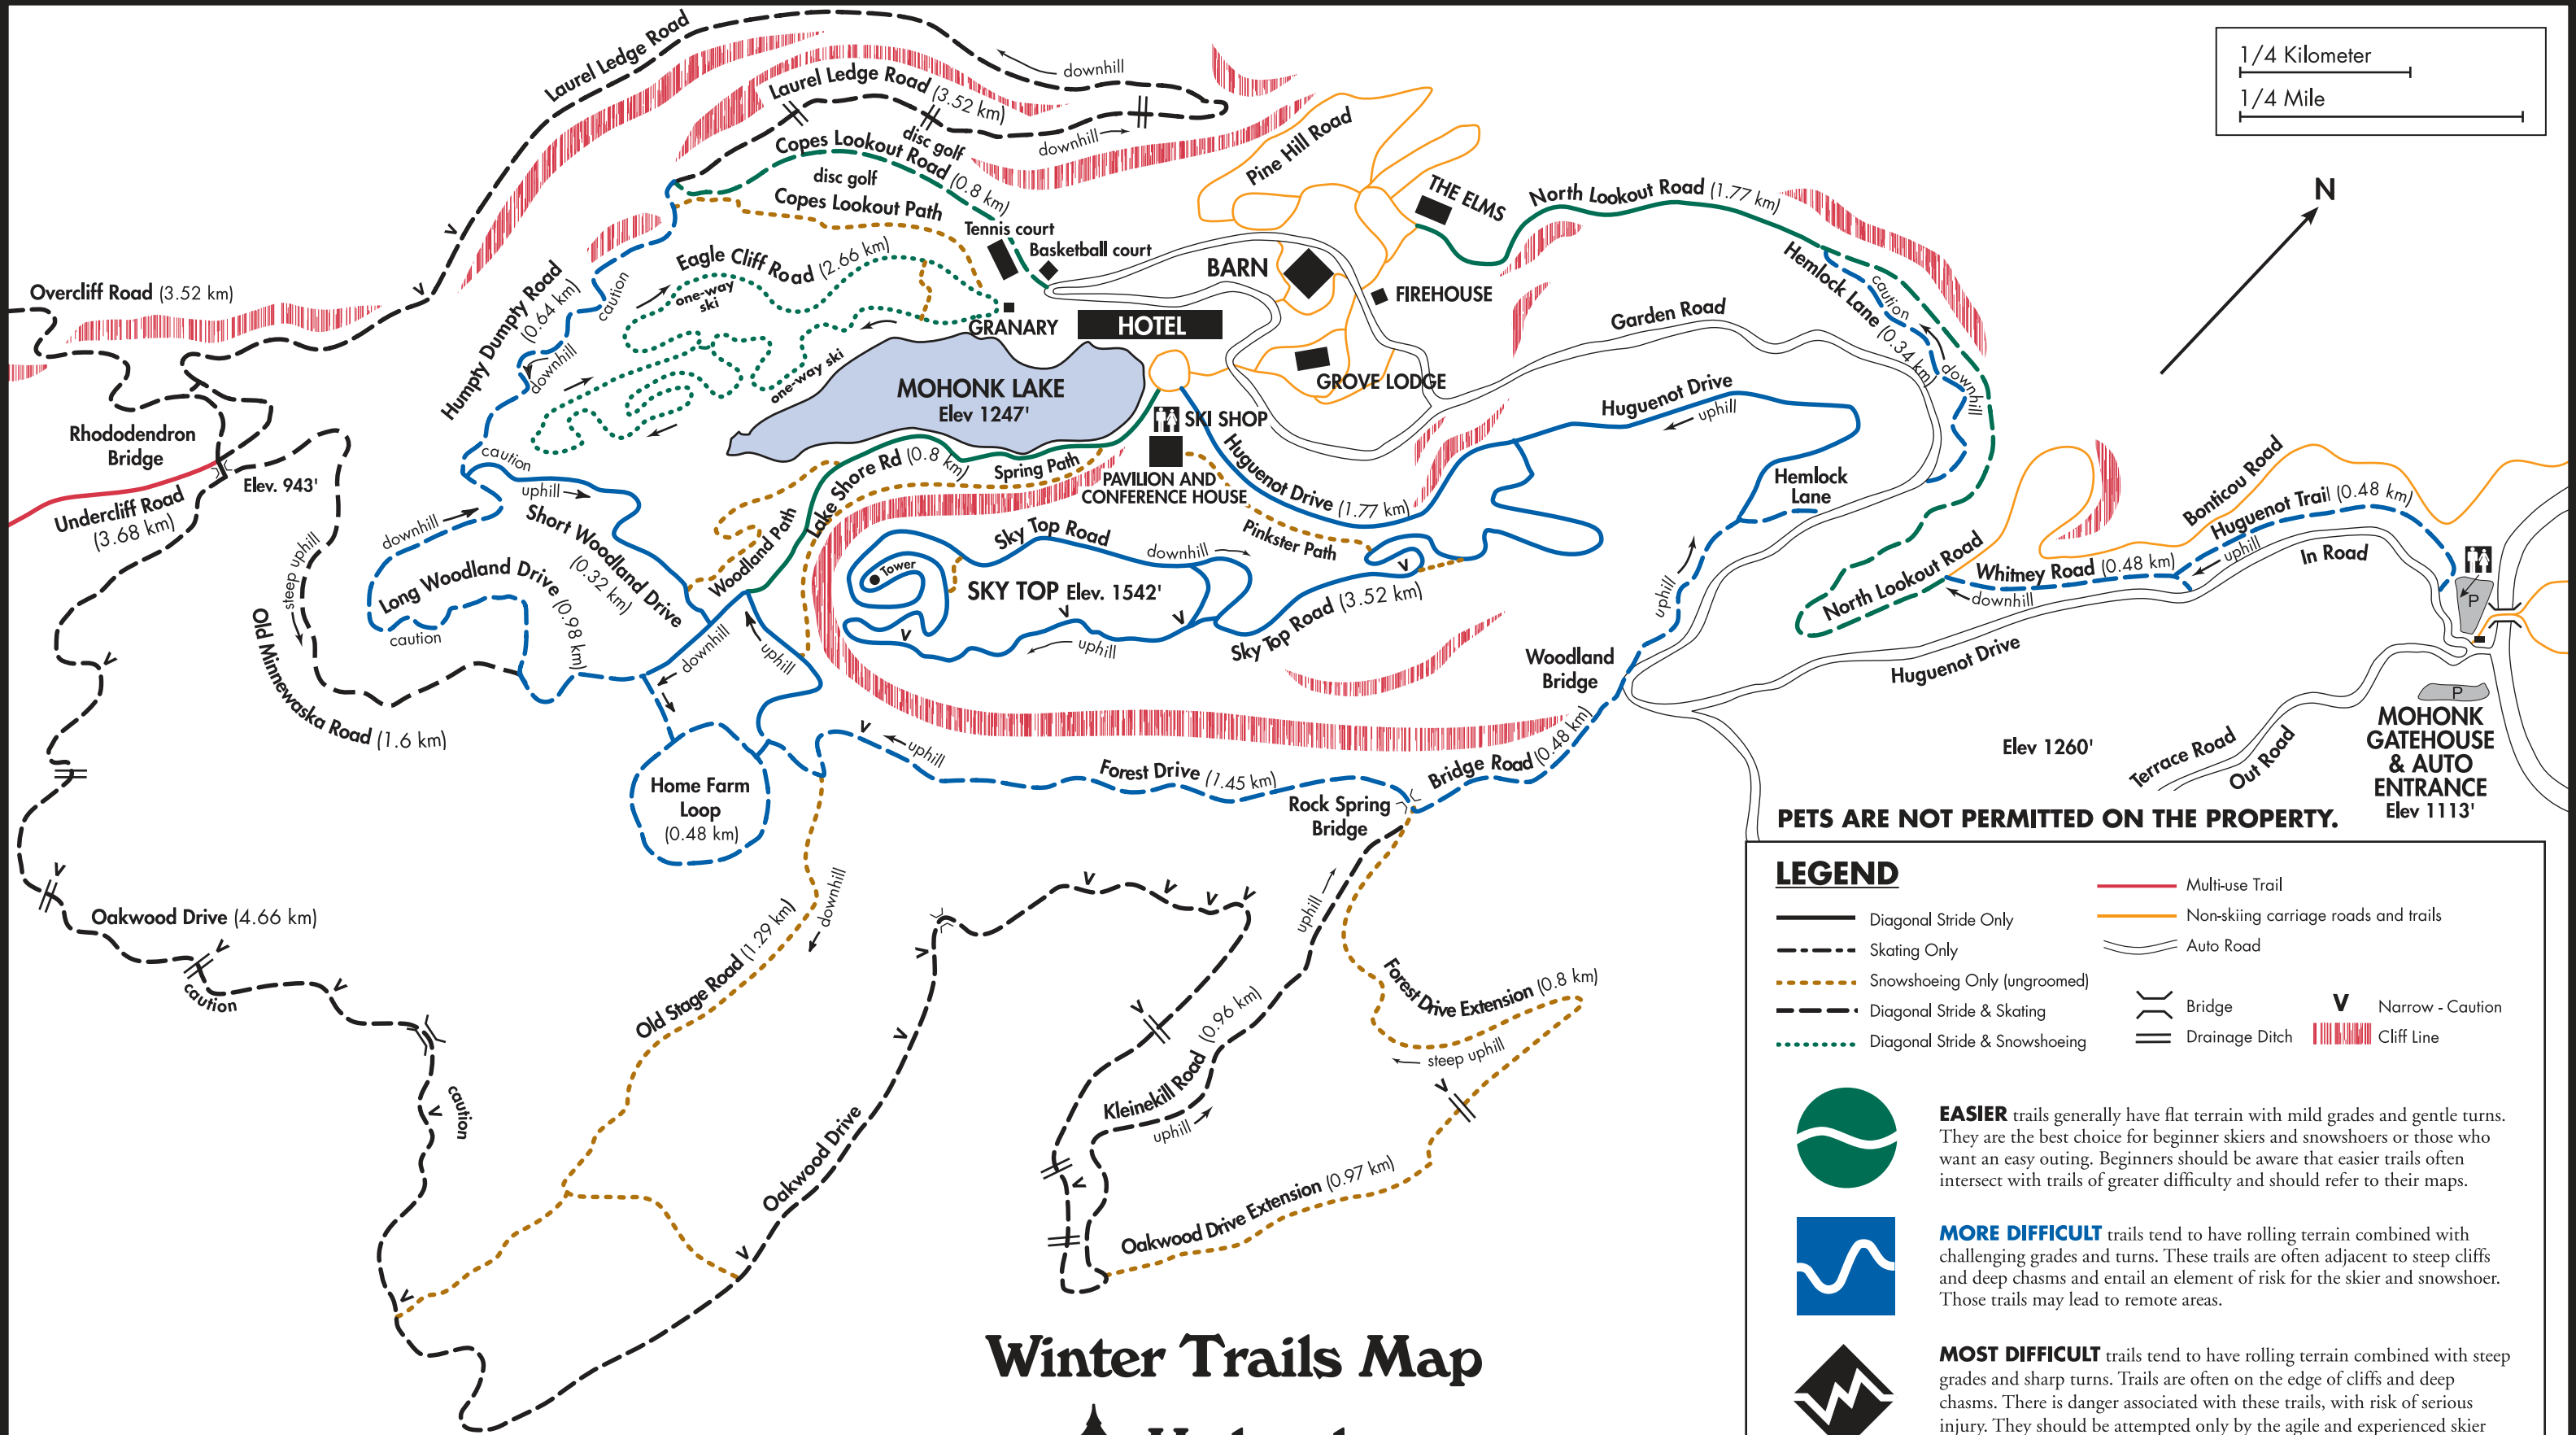 Laurel Ledge Road
downhill
Laurel Ledge Road (3.52 km)
disc golf
downhill
Copes Lookout Road (0.8 km)
disc golf
Copes Lookout Path
Tennis court
Basketball court
Eagle Cliff Road (2.66 km)
one-way
ski
one-way ski
Overcliff Road (3.52 km)
Humpty Dumpty Road
(0.64 km)
caution
downhill
GRANARY
HOTEL
MOHONK LAKE
Elev 1247'
Pine Hill Road
THE ELMS
BARN
FIREHOUSE
GROVE LODGE
North Lookout Road (1.77 km)
Hemlock Lane (0.34 km)
caution
downhill
Garden Road
Huguenot Drive
uphill
1/4 Kilometer
1/4 Mile
N
Rhododendron
Bridge
Elev. 943'
Undercliff Road
(3.68 km)
steep uphill
Old Minnewaska Road (1.6 km)
caution
uphill
downhill
Short Woodland Drive
(0.32 km)
Long Woodland Drive (0.98 km)
caution
SKI SHOP
PAVILION AND
CONFERENCE HOUSE
Lake Shore Rd (0.8 km)
Spring Path
Woodland Path
Huguenot Drive (1.77 km)
Pinkster Path
Sky Top Road
downhill
Tower
SKY TOP Elev. 1542'
V
V
V
V
uphill
Sky Top Road (3.52 km)
downhill
uphill
Hemlock
Lane
uphill
Woodland
Bridge
Huguenot Drive
North Lookout Road
Whitney Road (0.48 km)
downhill
Bonticou Road
Huguenot Trail (0.48 km)
uphill
In Road
P
P
MOHONK
GATEHOUSE
& AUTO
ENTRANCE
Elev 1113'
Elev 1260'
Terrace Road
Out Road
Home Farm
Loop
(0.48 km)
V
uphill
Forest Drive (1.45 km)
Rock Spring
Bridge
Bridge Road (0.48 km)
Oakwood Drive (4.66 km)
caution
caution
V
V
V
V
V
V
V
V
V
Old Stage Road (1.29 km)
downhill
Oakwood Drive
V
V
V
V
V
V
V
V
V
Kleinekill Road (0.96 km)
uphill
uphill
Forest Drive Extension (0.8 km)
steep uphill
V
Oakwood Drive Extension (0.97 km)
PETS ARE NOT PERMITTED ON THE PROPERTY.
LEGEND
Diagonal Stride Only
Skating Only
Snowshoeing Only (ungroomed)
Diagonal Stride & Skating
Diagonal Stride & Snowshoeing
Multi-use Trail
Non-skiing carriage roads and trails
Auto Road
Bridge
V Narrow - Caution
Drainage Ditch
Cliff Line
EASIER trails generally have flat terrain with mild grades and gentle turns.
They are the best choice for beginner skiers and snowshoers or those who
want an easy outing. Beginners should be aware that easier trails often
intersect with trails of greater difficulty and should refer to their maps.
MORE DIFFICULT trails tend to have rolling terrain combined with
challenging grades and turns. These trails are often adjacent to steep cliffs
and deep chasms and entail an element of risk for the skier and snowshoer.
Those trails may lead to remote areas.
MOST DIFFICULT trails tend to have rolling terrain combined with steep
grades and sharp turns. Trails are often on the edge of cliffs and deep
chasms. There is danger associated with these trails, with risk of serious
injury. They should be attempted only by the agile and experienced skier
Winter Trails Map